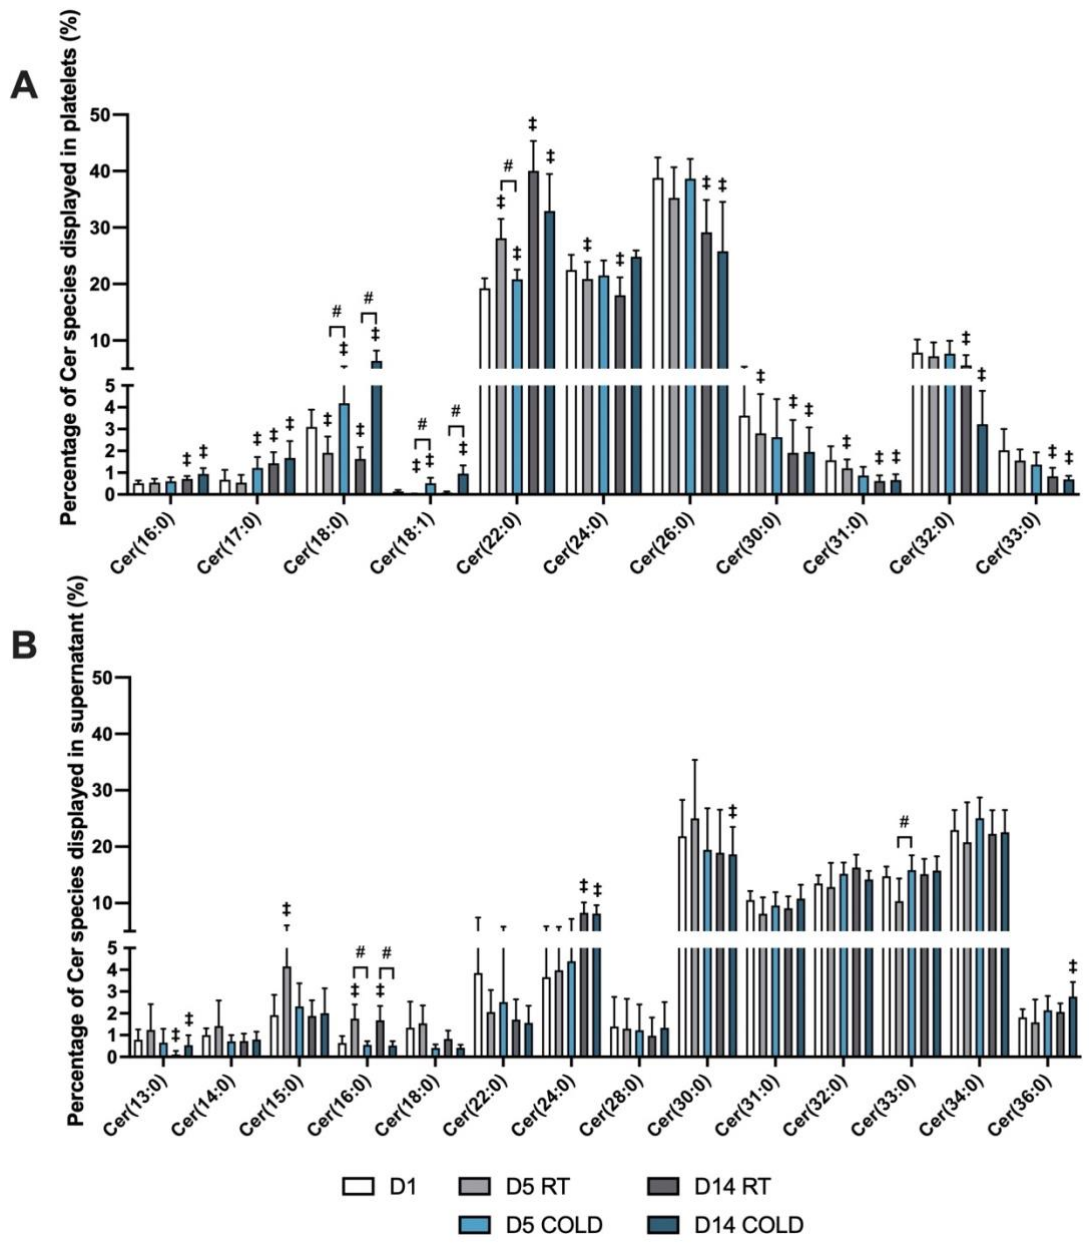 A
Percentage of Cer species displayed in platelets (%)
50
40
30
20
10
5
4
3
2
1
0
‡ ‡
‡ ‡ ‡
‡ # ‡ ‡ # ‡
‡ # ‡ # ‡
‡ # ‡ ‡ ‡
‡ ‡
‡ ‡
‡ ‡ ‡
‡ ‡ ‡
‡ ‡
‡ ‡
Cer(16:0)
Cer(17:0)
Cer(18:0)
Cer(18:1)
Cer(22:0)
Cer(24:0)
Cer(26:0)
Cer(30:0)
Cer(31:0)
Cer(32:0)
Cer(33:0)
B
Percentage of Cer species displayed in supernatant (%)
50
40
30
20
10
5
4
3
2
1
0
‡ ‡
‡
‡ # ‡ #
‡ ‡
‡
#
‡
Cer(13:0)
Cer(14:0)
Cer(15:0)
Cer(16:0)
Cer(18:0)
Cer(22:0)
Cer(24:0)
Cer(28:0)
Cer(30:0)
Cer(31:0)
Cer(32:0)
Cer(33:0)
Cer(34:0)
Cer(36:0)
D1 D5 RT D14 RT
D5 COLD D14 COLD